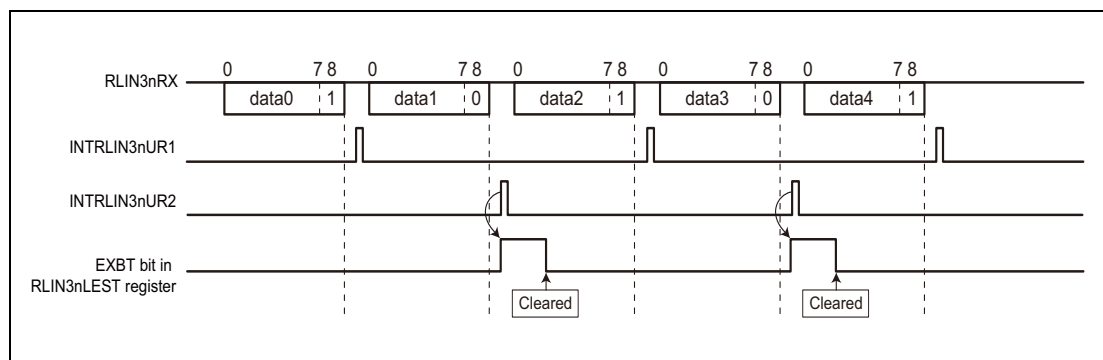 0 7 8 0 7 8 0 7 8 0 7 8 0 7 8
RLIN3nRX
data0 1 data1 0 data2 1 data3 0 data4 1
INTRLIN3nUR1
INTRLIN3nUR2
EXBT bit in
RLIN3nLEST register
Cleared Cleared